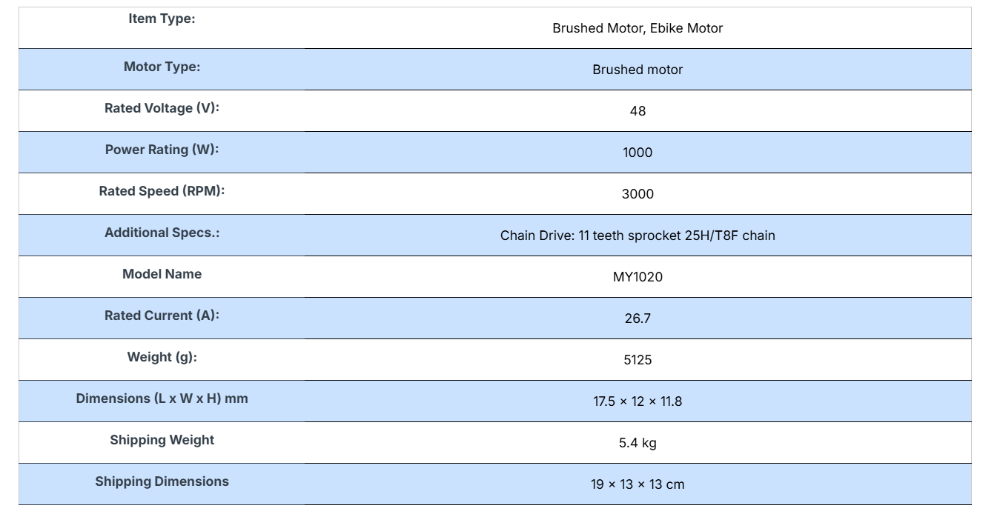 Item Type:
Brushed Motor, Ebike Motor
Motor Type:
Brushed motor
Rated Voltage (V):
48
Power Rating (W):
1000
Rated Speed (RPM):
3000
Additional Specs.:
Chain Drive: 11 teeth sprocket 25H/T8F chain
Model Name
MY1020
Rated Current (A):
26.7
Weight (g):
5125
Dimensions (L x W x H) mm
17.5 × 12 × 11.8
Shipping Weight
5.4 kg
Shipping Dimensions
19 × 13 × 13 cm